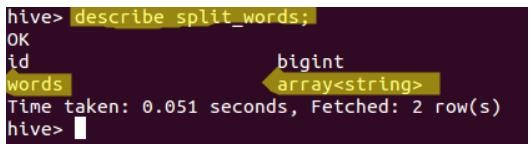 hive> describe split_words;
OK
id bigint
words array<string>
Time taken: 0.051 seconds, Fetched: 2 row(s)
hive>